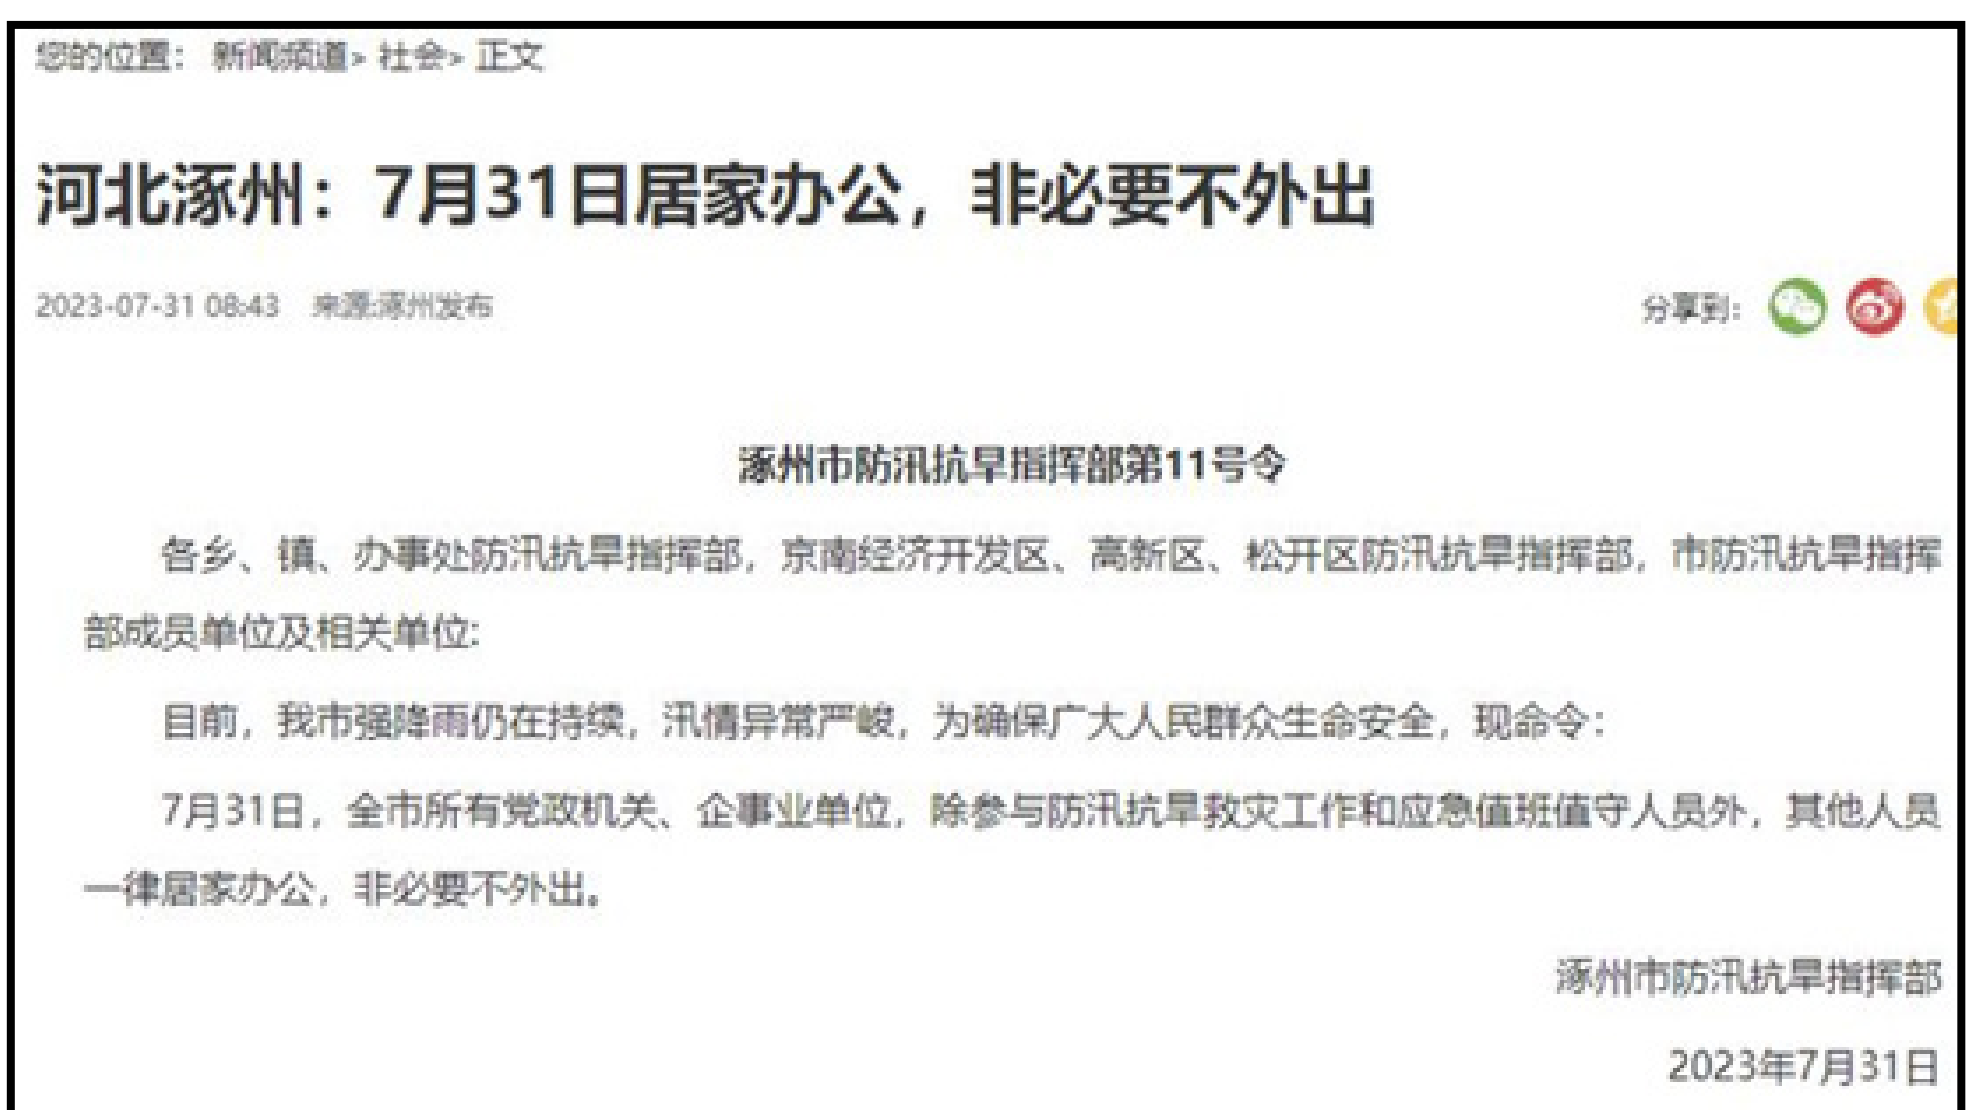 您的位置： 新闻频道> 社会> 正文
河北涿州：7月31日居家办公，非必要不外出
2023-07-31 08:43 来源:涿州发布
分享到：
涿州市防汛抗旱指挥部第11号令
各乡、镇、办事处防汛抗旱指挥部，京南经济开发区、高新区、松开区防汛抗旱指挥部，市防汛抗旱指挥
部成员单位及相关单位:
目前，我市强降雨仍在持续，汛情异常严峻，为确保广大人民群众生命安全，现命令：
7月31日，全市所有党政机关、企事业单位，除参与防汛抗旱救灾工作和应急值班值守人员外，其他人员
一律居家办公，非必要不外出。
涿州市防汛抗旱指挥部
2023年7月31日